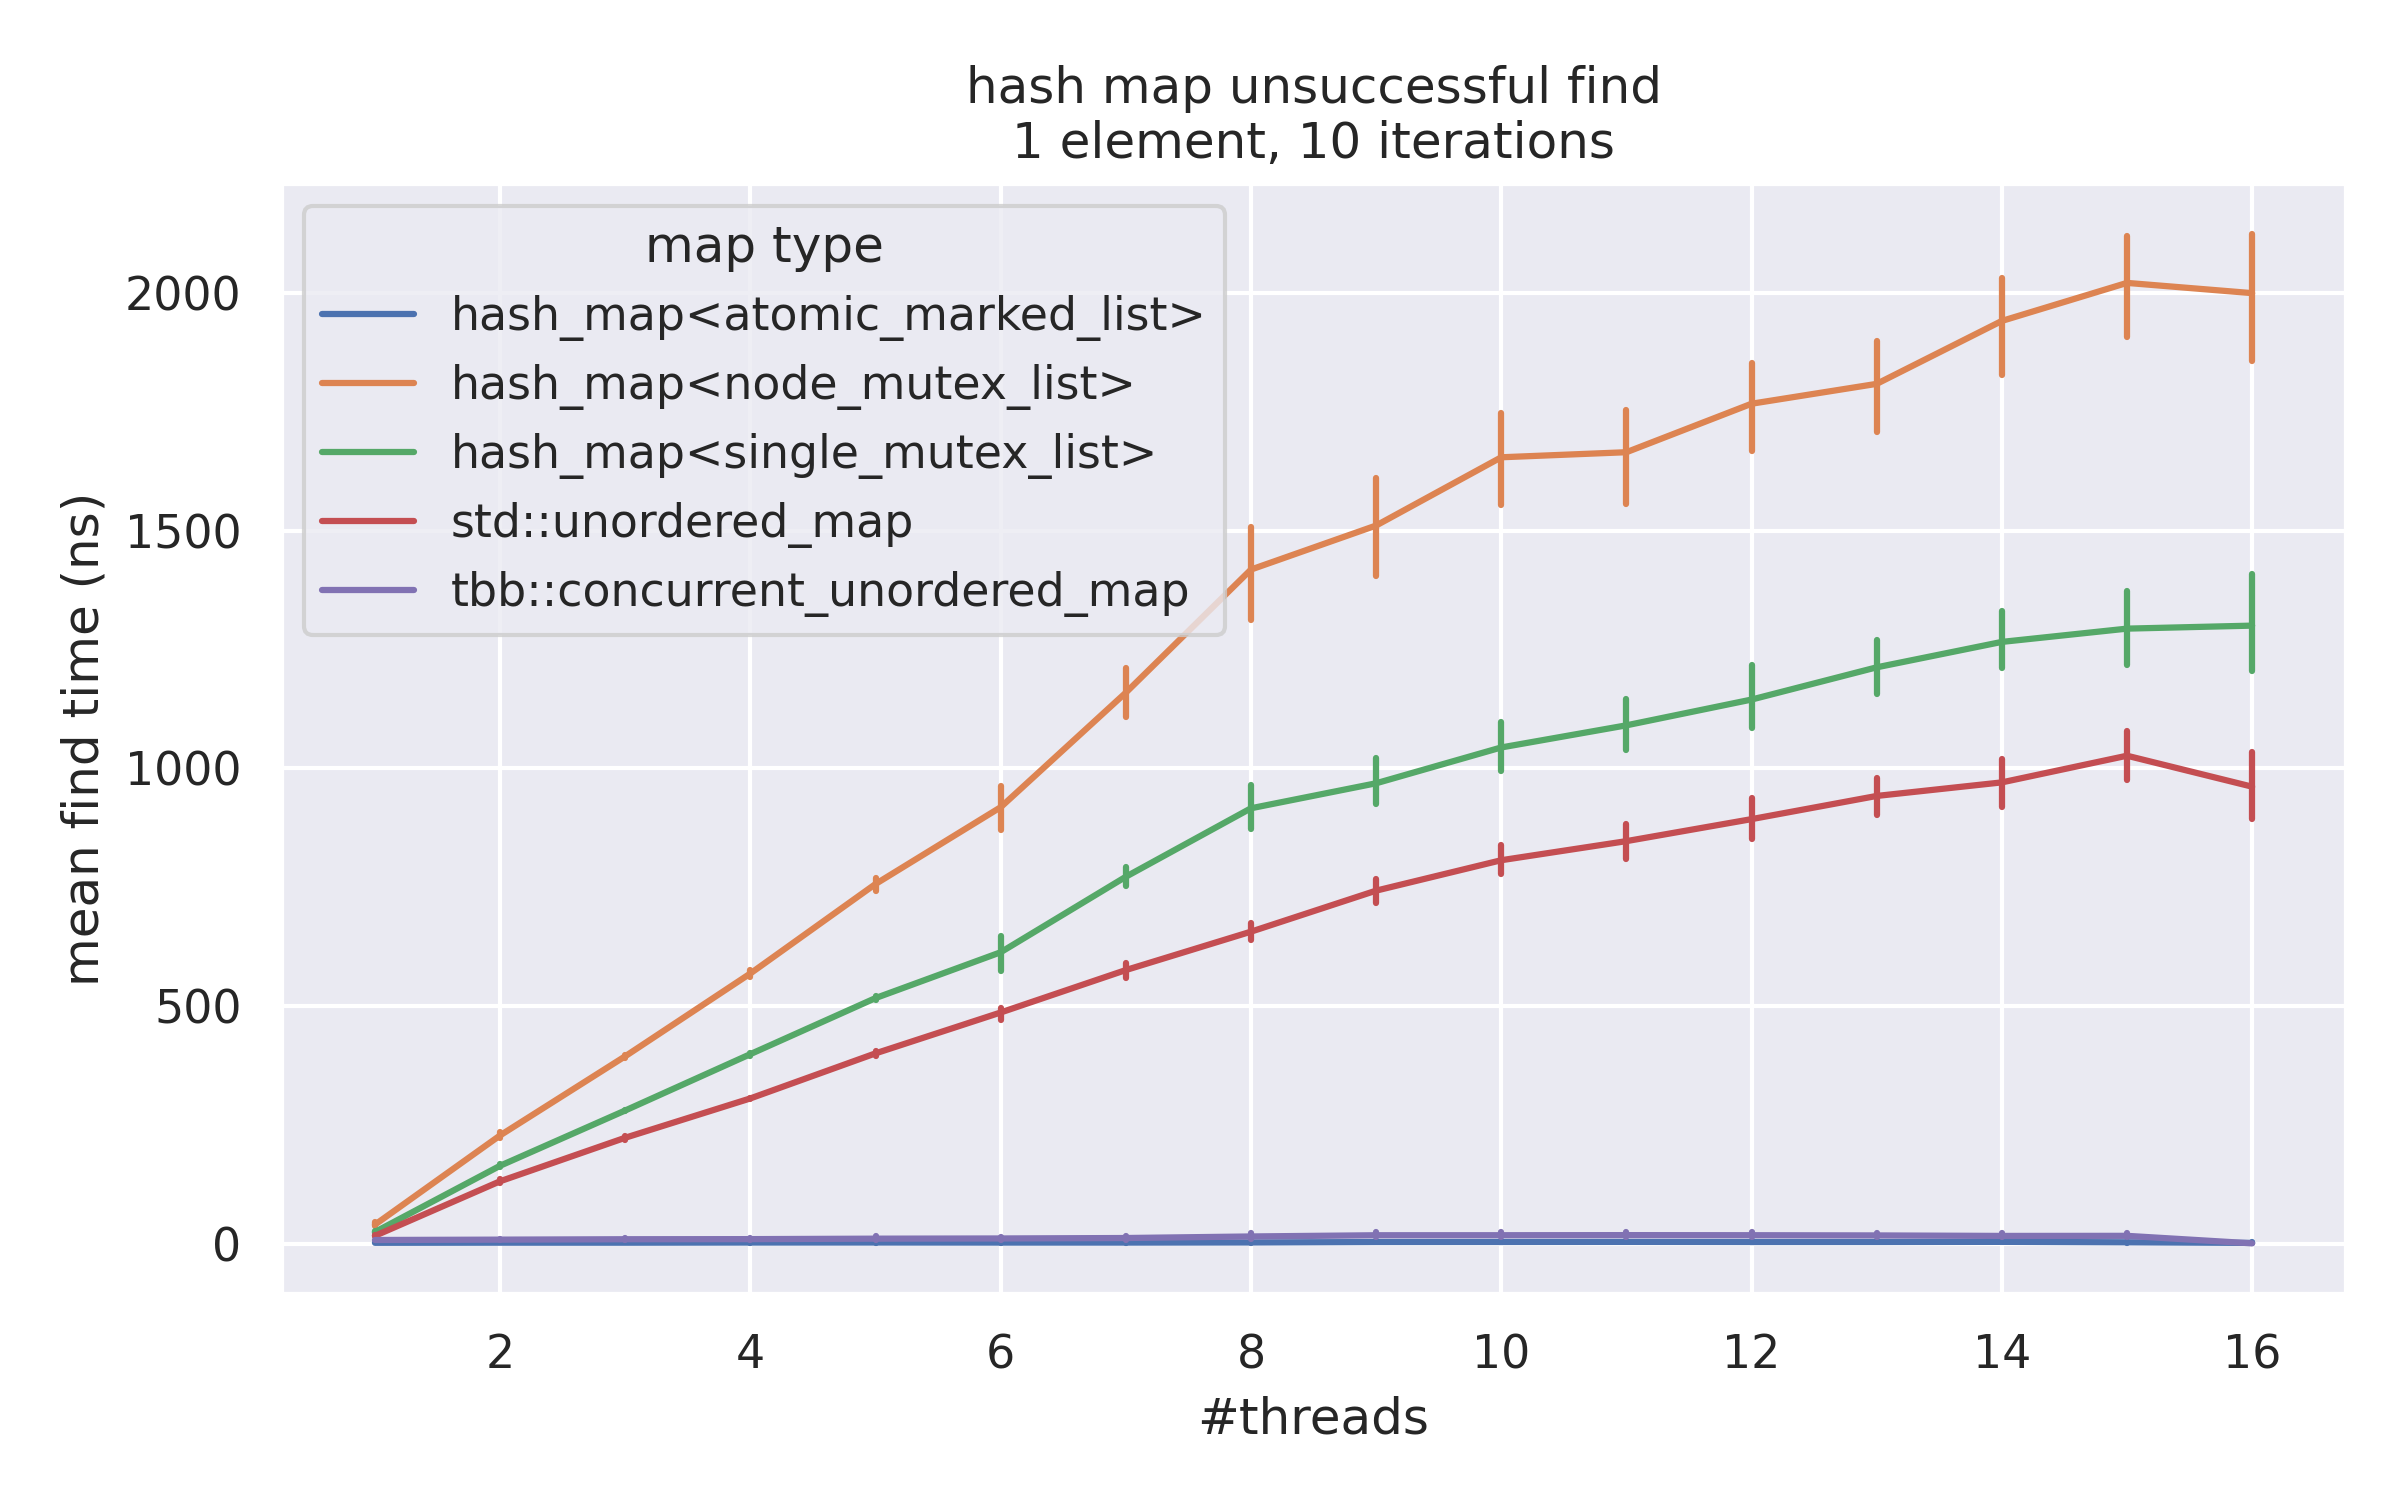 hash map unsuccessful find
1 element, 10 iterations
map type
hash_map<atomic_marked_list>
hash_map<node_mutex_list>
hash_map<single_mutex_list>
std::unordered_map
tbb::concurrent_unordered_map
mean find time (ns)
2000
1500
1000
500
0
2 4 6 8 10 12 14 16
#threads